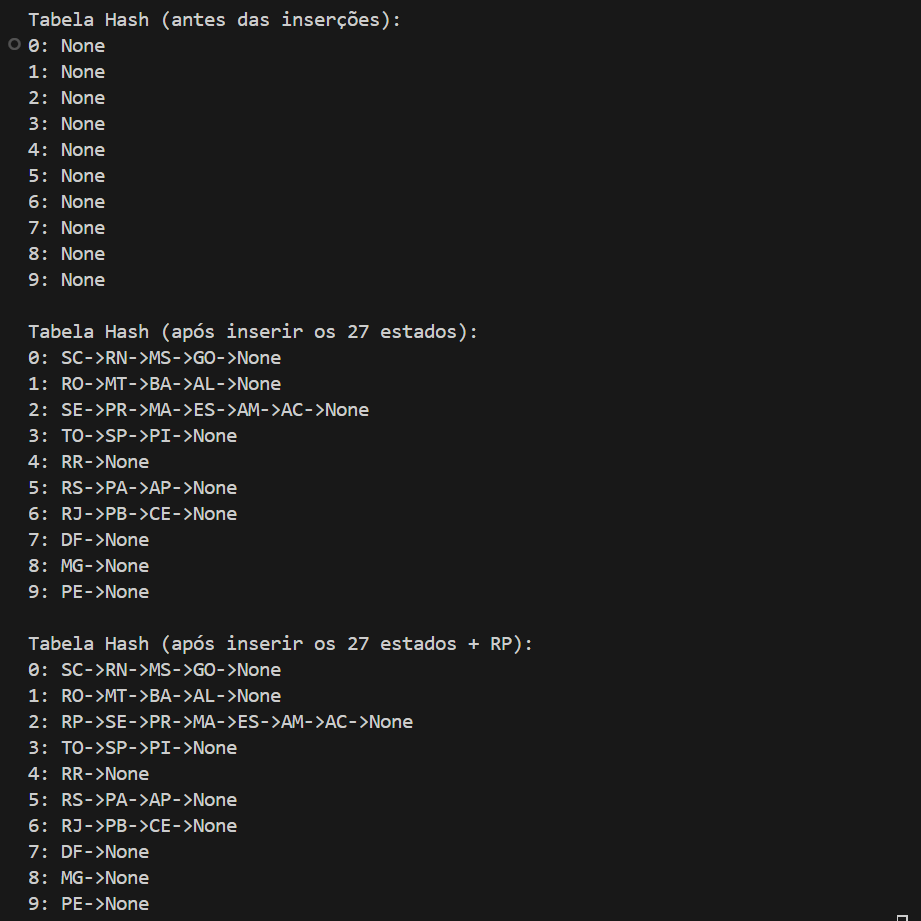 Tabela Hash (antes das inserções):
0: None
1: None
2: None
3: None
4: None
5: None
6: None
7: None
8: None
9: None
Tabela Hash (após inserir os 27 estados):
0: SC->RN->MS->GO->None
1: RO->MT->BA->AL->None
2: SE->PR->MA->ES->AM->AC->None
3: TO->SP->PI->None
4: RR->None
5: RS->PA->AP->None
6: RJ->PB->CE->None
7: DF->None
8: MG->None
9: PE->None
Tabela Hash (após inserir os 27 estados + RP):
0: SC->RN->MS->GO->None
1: RO->MT->BA->AL->None
2: RP->SE->PR->MA->ES->AM->AC->None
3: TO->SP->PI->None
4: RR->None
5: RS->PA->AP->None
6: RJ->PB->CE->None
7: DF->None
8: MG->None
9: PE->None